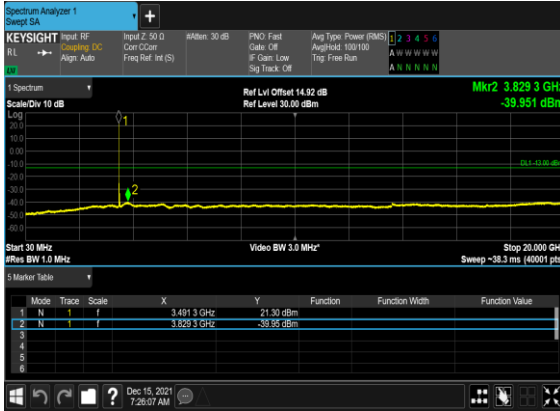 Spectrum Analyzer 1
Swept SA
+
KEYSIGHT Input: RF Input Z: 50 Ω #Atten: 30 dB PNO: Fast Avg Type: Power (RMS) 1 2 3 4 5 6
RL Coupling: DC Corr CCorr Gate: Off Avg|Hold: 100/100 A W W W W W
Align: Auto Freq Ref: Int (S) IF Gain: Low Trig: Free Run
Sig Track: Off A N N N N N
1 Spectrum Ref Lvl Offset 14.92 dB Mkr2 3.829 3 GHz
Scale/Div 10 dB Ref Level 30.00 dBm -39.951 dBm
Log
20.0
10.0
0.00
-10.0
-20.0
-30.0
-40.0
-50.0
-60.0
1
2
DL1 -13.00 dBm
Start 30 MHz Video BW 3.0 MHz* Stop 20.000 GHz
#Res BW 1.0 MHz Sweep ~38.3 ms (40001 pts)
5 Marker Table
Mode Trace Scale X Y Function Function Width Function Value
1 N 1 f 3.491 3 GHz 21.30 dBm
2 N 1 f 3.829 3 GHz -39.95 dBm
3
4
5
6
? Dec 15, 2021
7:26:07 AM